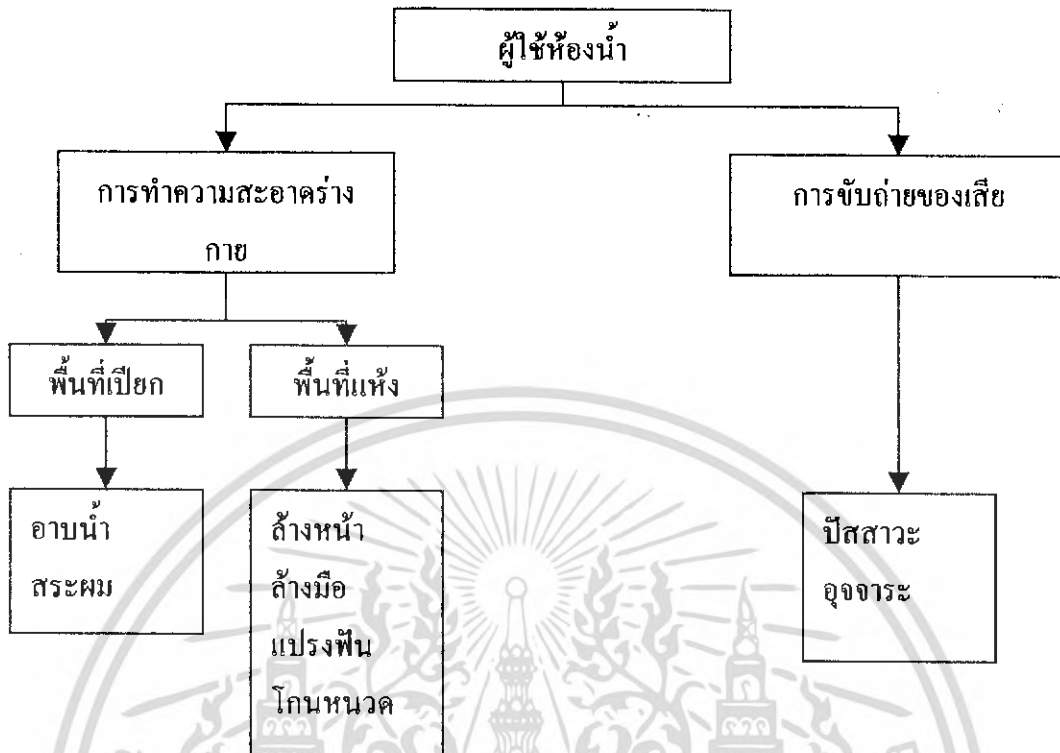 ผู้ใช้ห้องน้ำ
การทำความสะอาดร่าง
กาย
การขับถ่ายของเสีย
พื้นที่เปียก
พื้นที่แห้ง
อาบน้ำ
สระผม
ล้างหน้า
ล้างมือ
แปรงฟัน
โกนหนวด
ปัสสาวะ
อุจจาระ